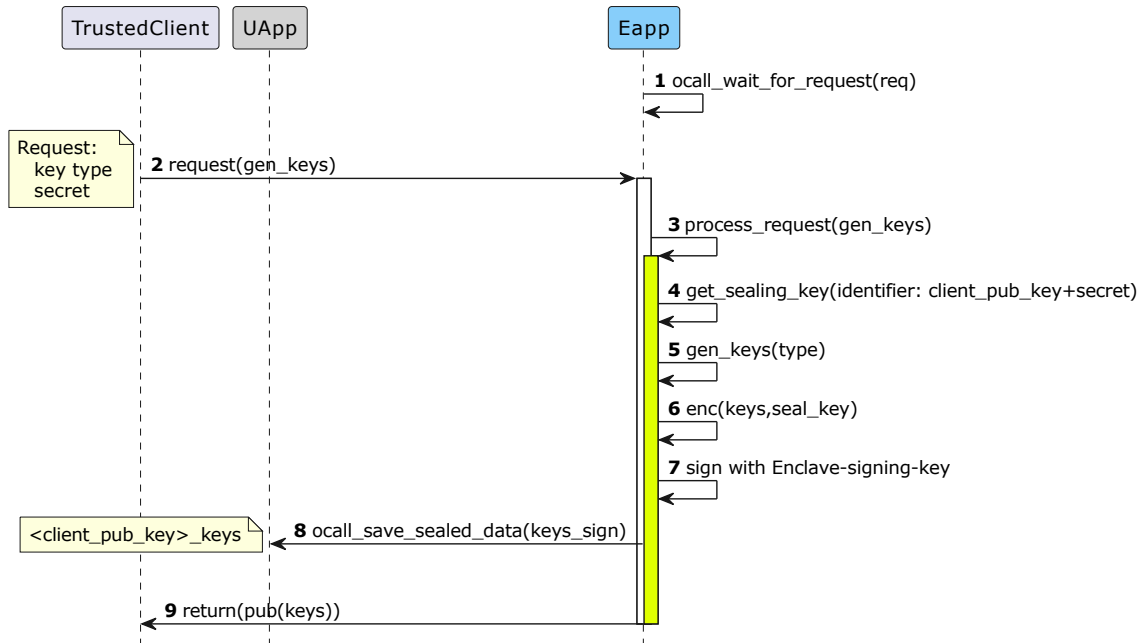 TrustedClient
UApp
Eapp
1 ocall_wait_for_request(req)
Request:
key type
secret
2 request(gen_keys)
3 process_request(gen_keys)
4 get_sealing_key(identifier: client_pub_key+secret)
5 gen_keys(type)
6 enc(keys,seal_key)
7 sign with Enclave-signing-key
<client_pub_key>_keys
8 ocall_save_sealed_data(keys_sign)
9 return(pub(keys))